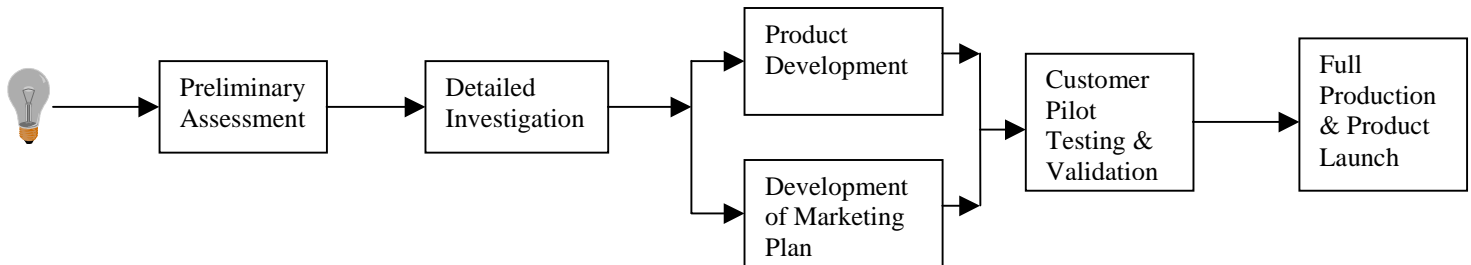 Preliminary
Assessment
Detailed
Investigation
Product
Development
Development
of Marketing
Plan
Customer
Pilot
Testing &
Validation
Full
Production
& Product
Launch